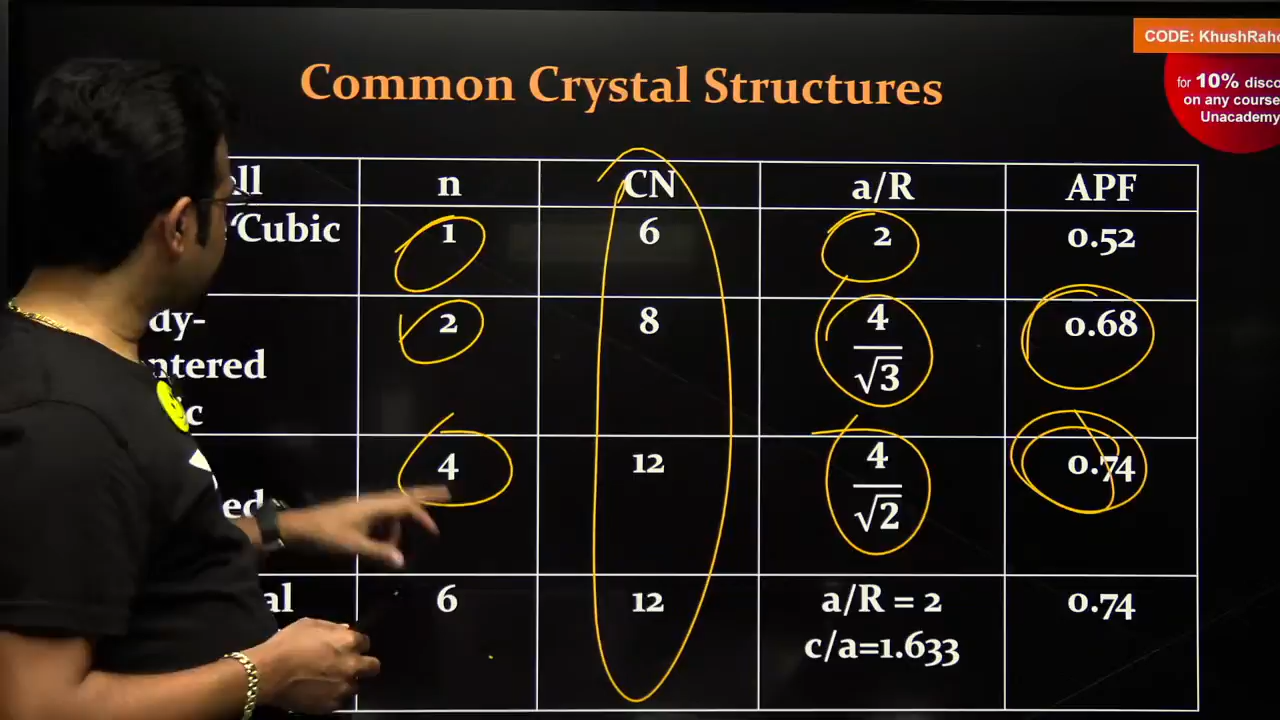 CODE: KhushRaho
for 10% disco
on any course
Unacademy
Common Crystal Structures
ell n CN a/R APF
Cubic 1 6 2 0.52
dy-
ntered
ic 2 8 4/√3 0.68
ed 4 12 4/√2 0.74
al 6 12 a/R = 2 0.74
c/a=1.633